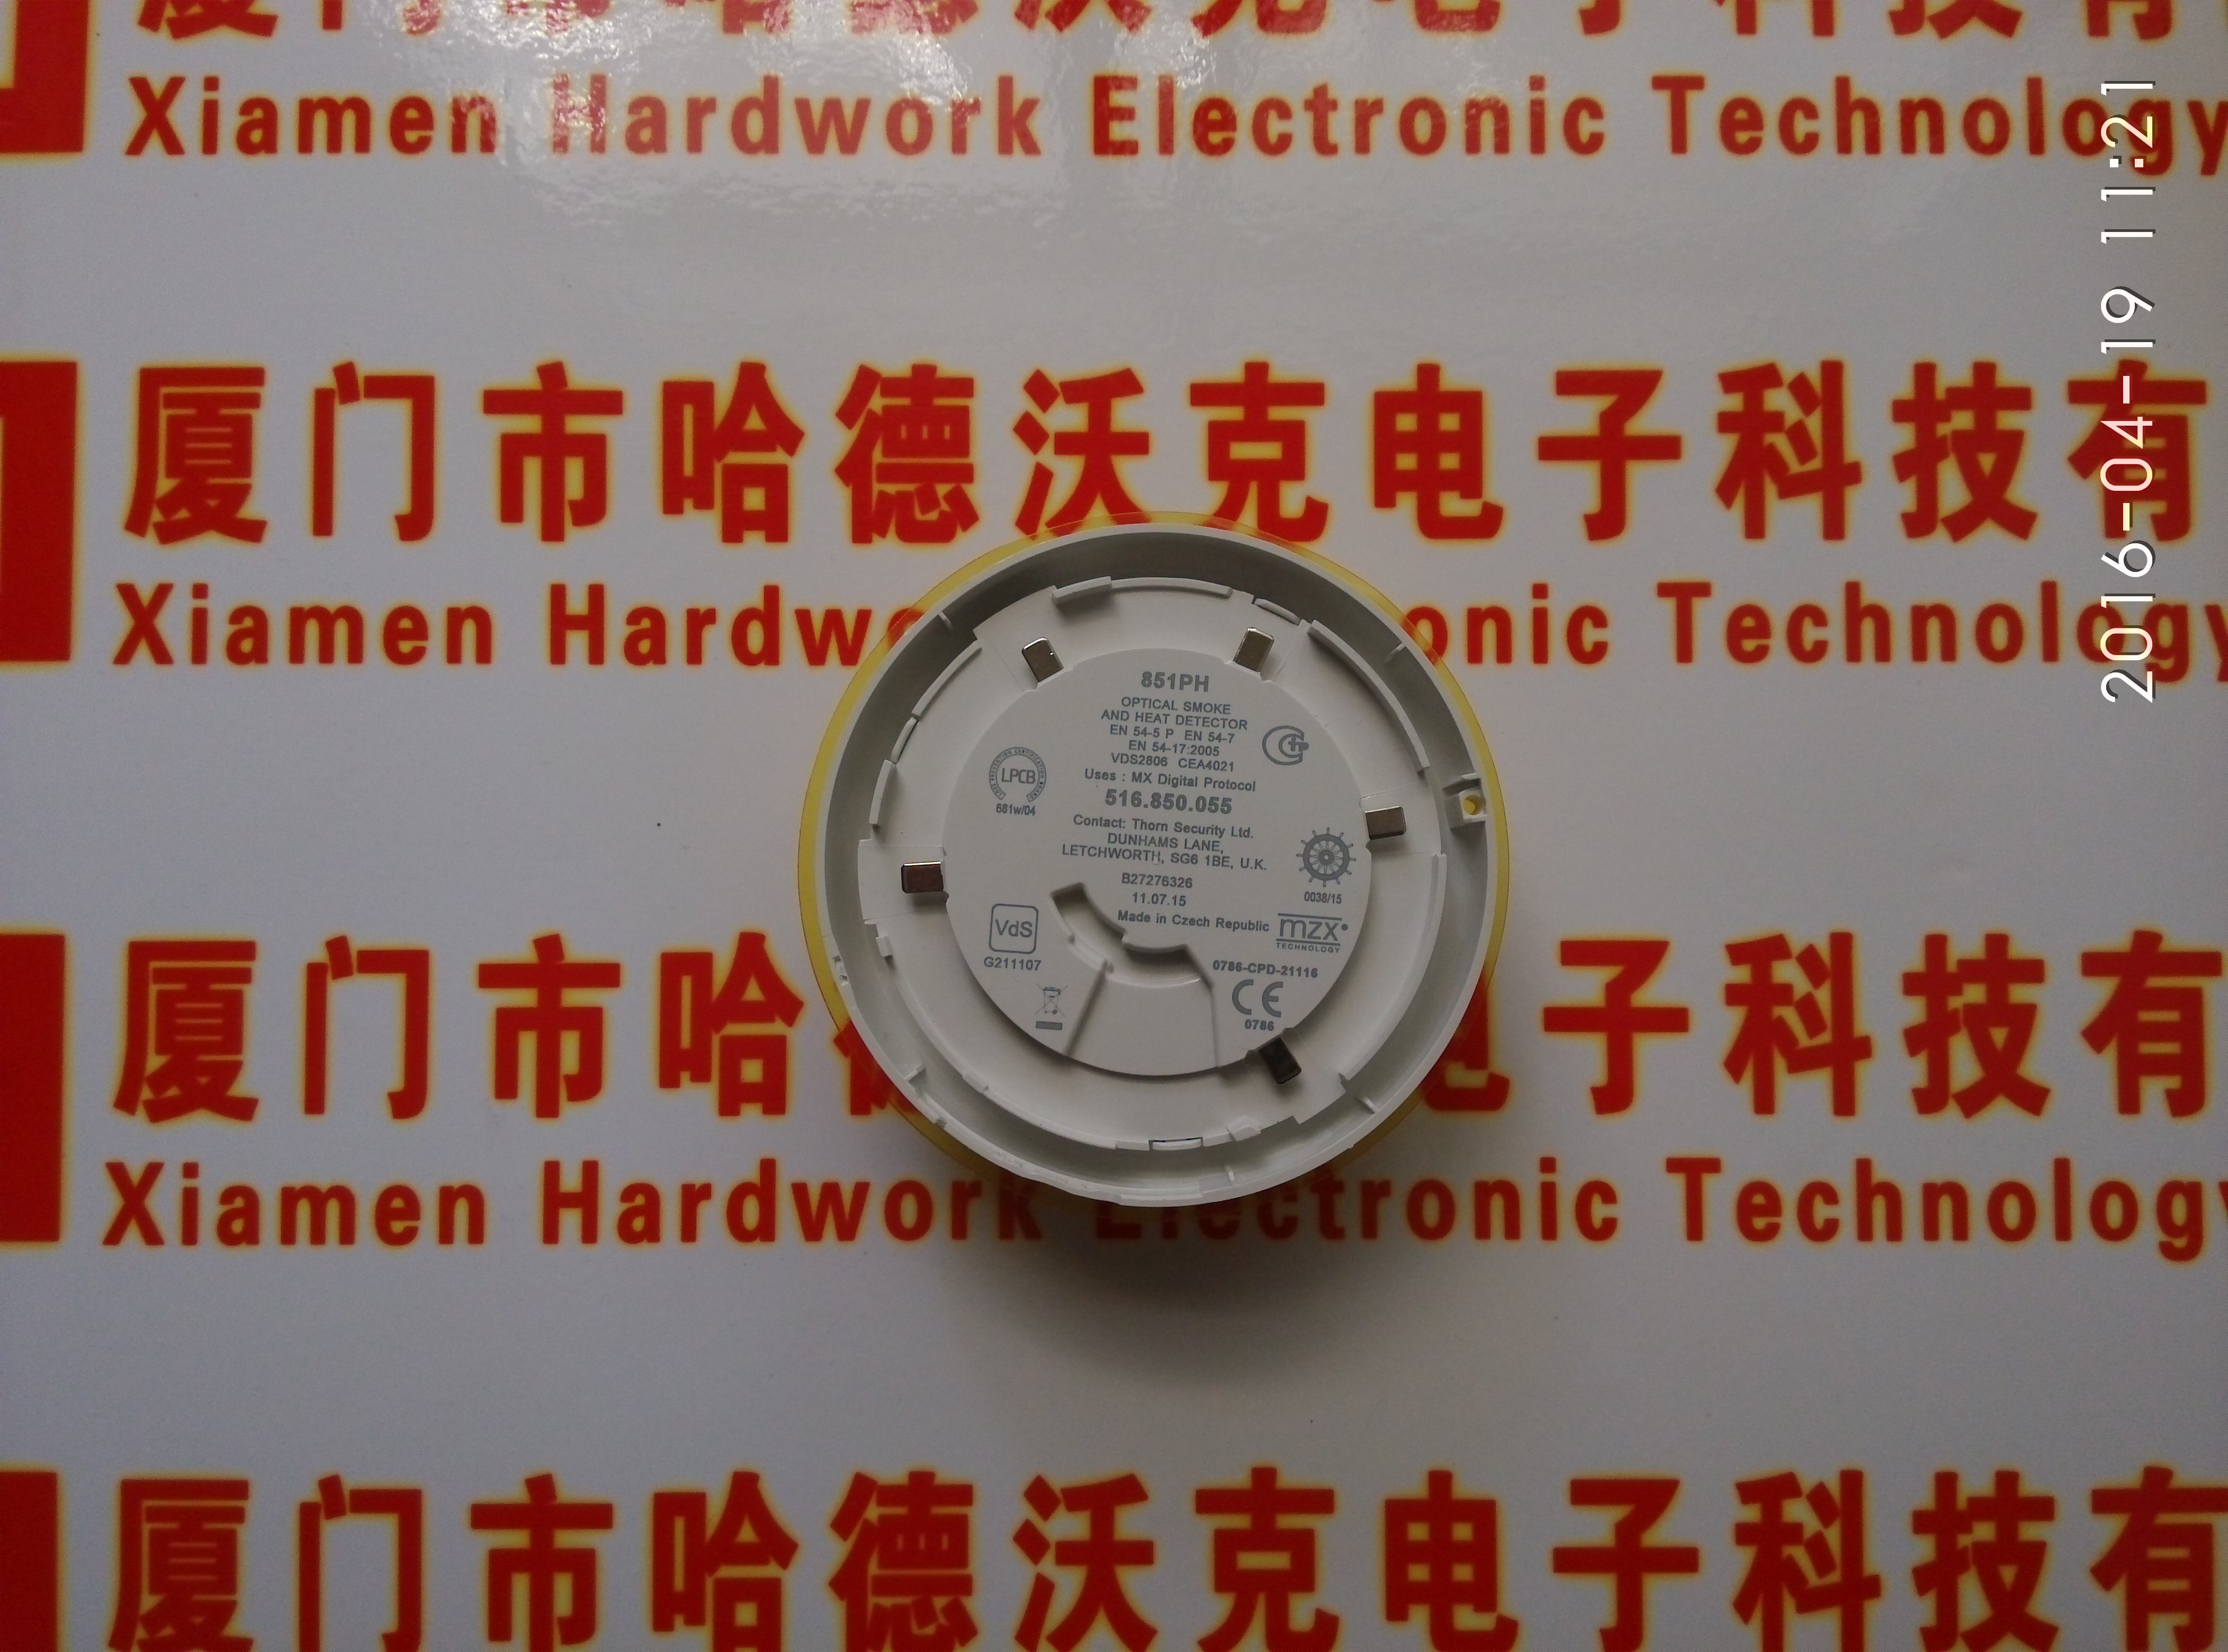 Xiamen Hardwork Electronic Technology
厦门市哈德沃克电子科技有
Xiamen Hardw onic Technology
851PH
OPTICAL SMOKE
AND HEAT DETECTOR
EN 54-5 P EN 54-7
EN 54-17:2005
VDS2806 CEA4021
Uses : MX Digital Protocol
516.850.055
Contact: Thorn Security Ltd.
DUNHAMS LANE,
LETCHWORTH, SG6 1BE, U.K.
B27276326
11.07.15
Made in Czech Republic
LPCB
681w/04
0038/15
VdS
G211107
mzx
TECHNOLOGY
0786-CPD-21116
CE
0786
厦门市哈 子科技有
Xiamen Hardwork Electronic Technology
厦门市哈德沃克电子科技有
2016-04-19 11:21